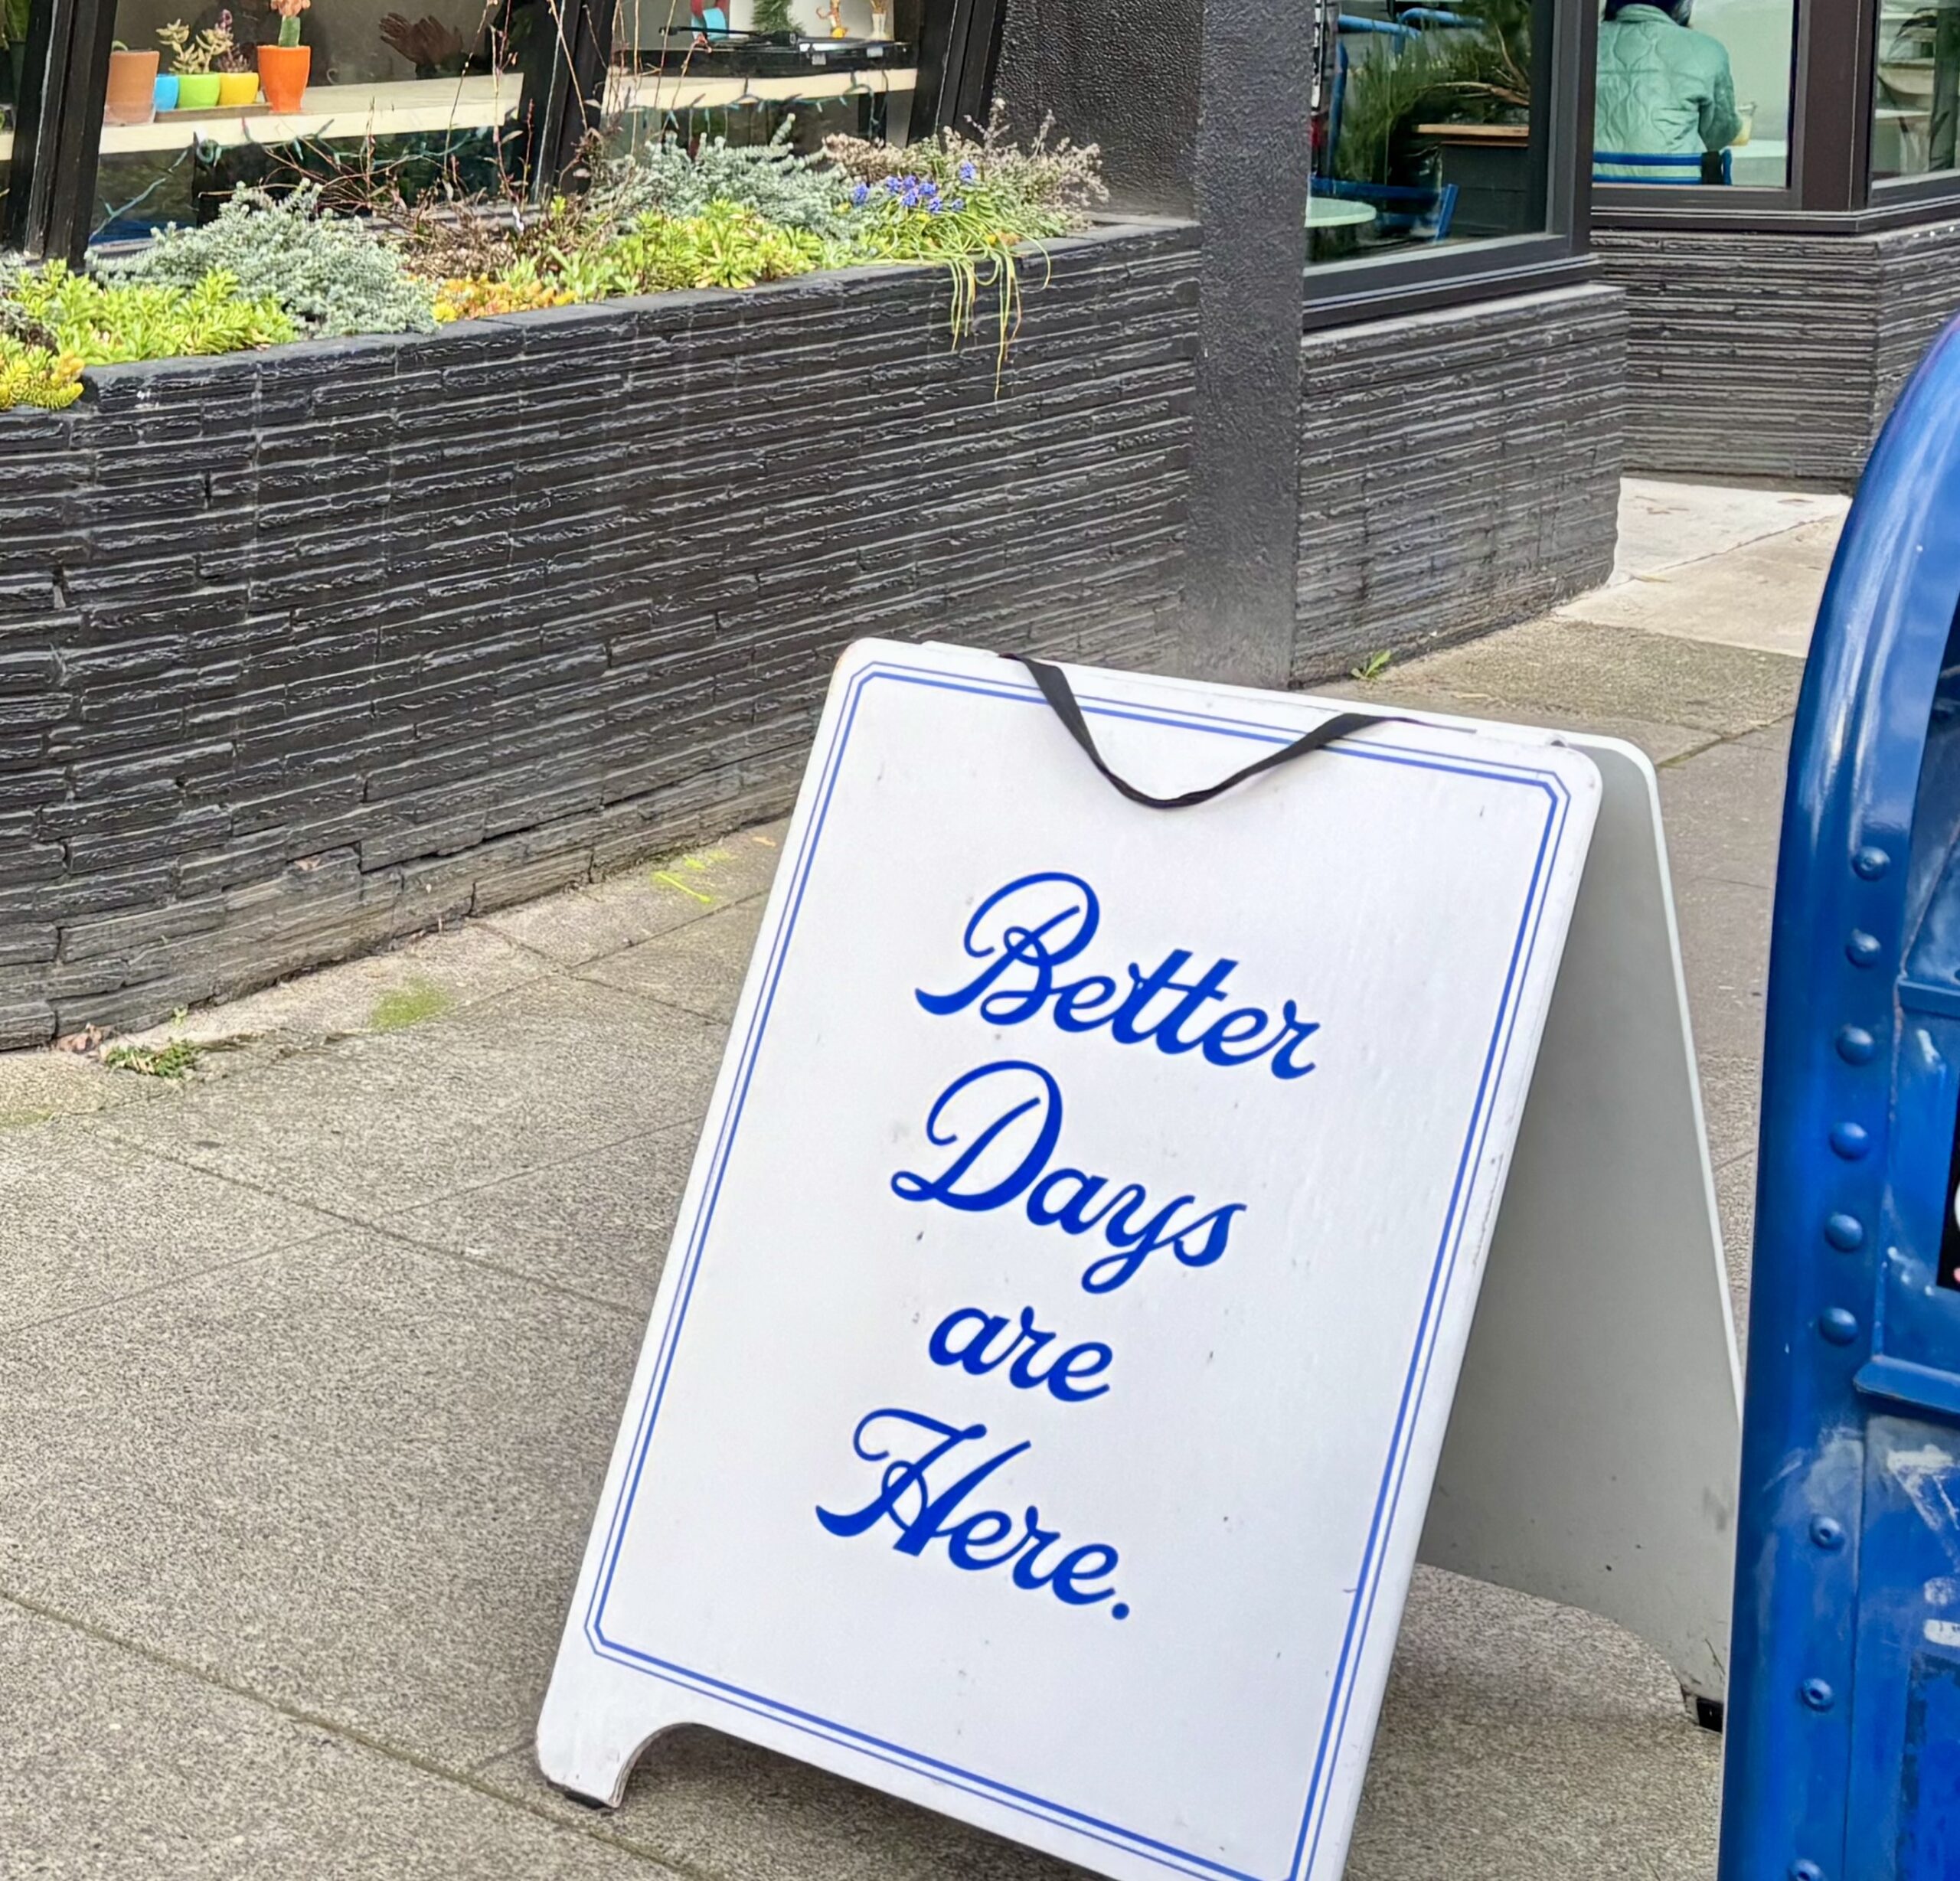 Better
Days
are
Here.